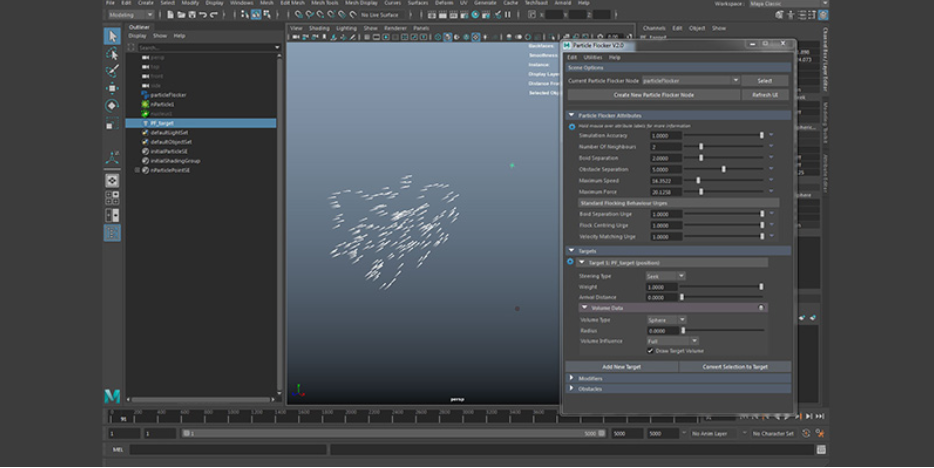 File Edit Create Select Modify Display Windows Mesh Edit Mesh Mesh Tools Mesh Display Curves Surfaces Deform UV Generate Cache Arnold Help
Workspace: Maya Classic
Modeling
No Live Surface
Outliner
Display Show Help
Search...
persp
top
front
side
particleFlocker
nParticle1
PF_target
defaultLightSet
defaultObjectSet
initialParticleSE
initialShadingGroup
nParticlePointSE
View Shading Lighting Show Renderer Panels
Backfaces:
Smoothness:
Instance:
Display Layer
Distance From
Selected Obj
persp
Channels Edit Object Show
Particle Flocker V2.0
Edit Utilities Help
Scene Options
Current Particle Flocker Node particleFlocker Select
Create New Particle Flocker Node Refresh UI
Particle Flocker Attributes
Hold mouse over attribute labels for more information
Simulation Accuracy 1.0000
Number Of Neighbours 2
Boid Separation 2.0000
Obstacle Separation 5.0000
Maximum Speed
Maximum Force
Standard Flocking Behaviour Urges
Boid Separation Urge 1.0000
Flock Centring Urge 1.0000
Velocity Matching Urge 1.0000
Targets
Target 1: PF_target (position)
Steering Type Seek
Weight 1.0000
Arrival Distance 0.0000
Volume Data
Volume Type Sphere
Radius 0.0000
Volume Influence Full
Draw Target Volume
Add New Target Convert Selection to Target
Modifiers
Obstacles
1 1 1 5000 5000 5000 No Anim Layer No Character Set
MEL